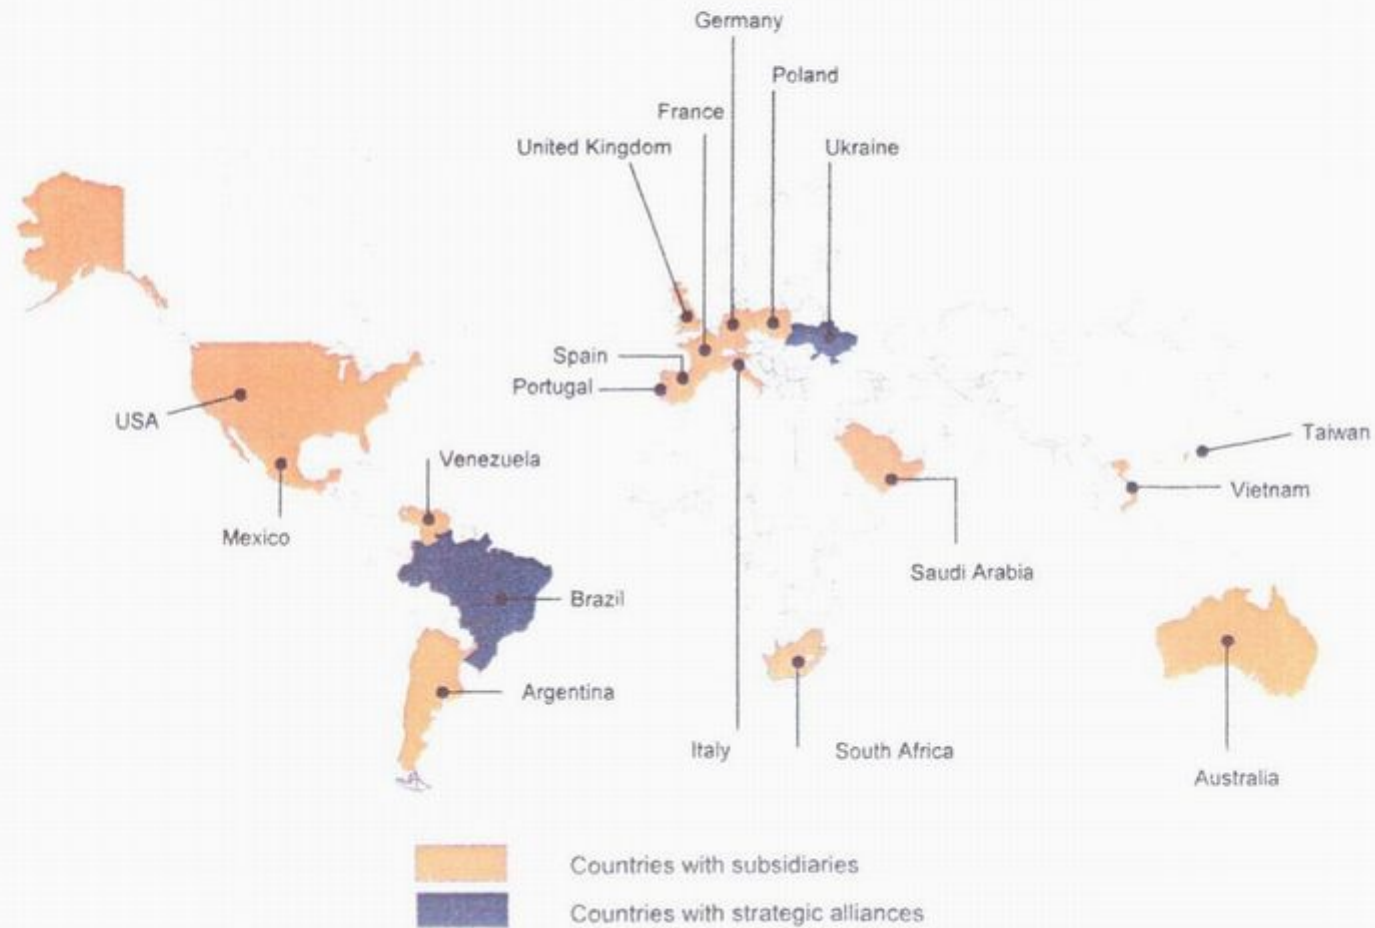 Germany
Poland
France
United Kingdom
Ukraine
Spain
Portugal
USA
Taiwan
Venezuela
Vietnam
Mexico
Saudi Arabia
Brazil
Argentina
Italy
South Africa
Australia
Countries with subsidiaries
Countries with strategic alliances